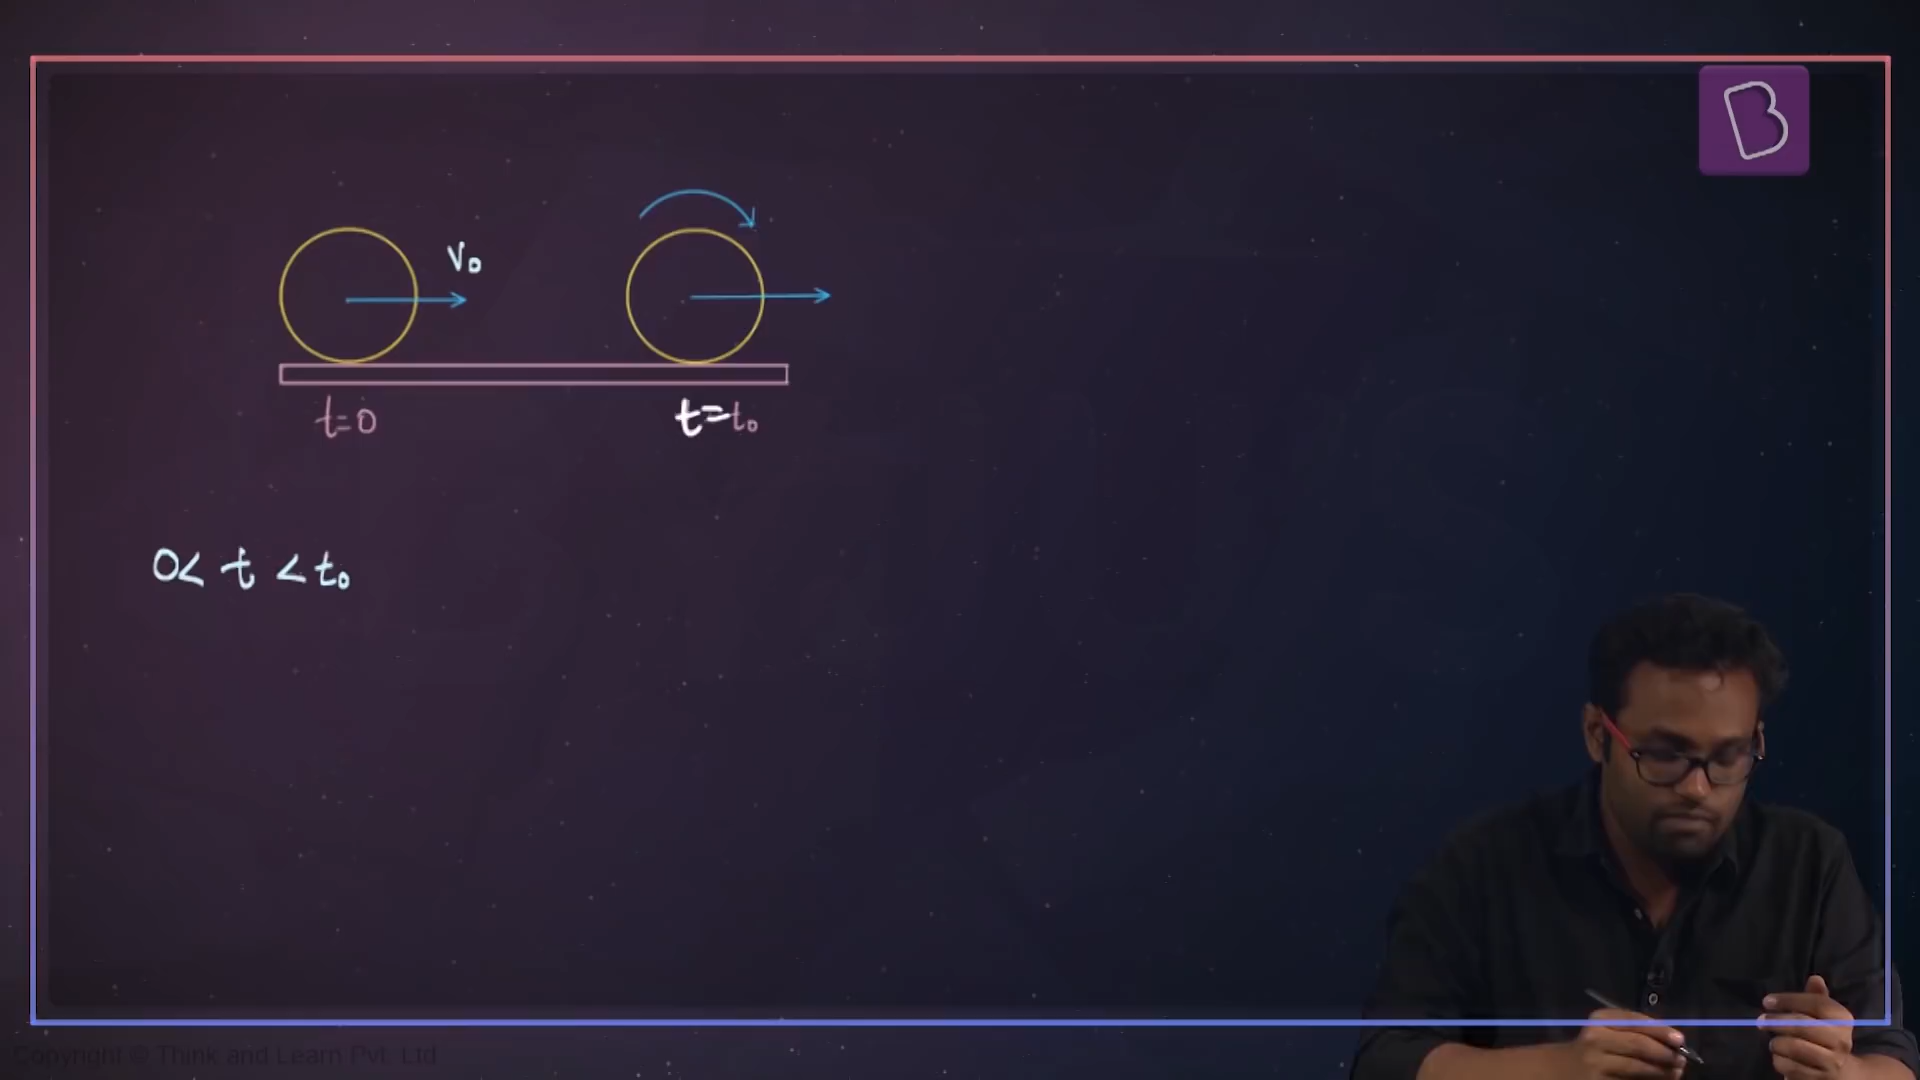 V₀
t=0
t=t₀
0< t < t₀
Copyright © Think and Learn Pvt. Ltd.